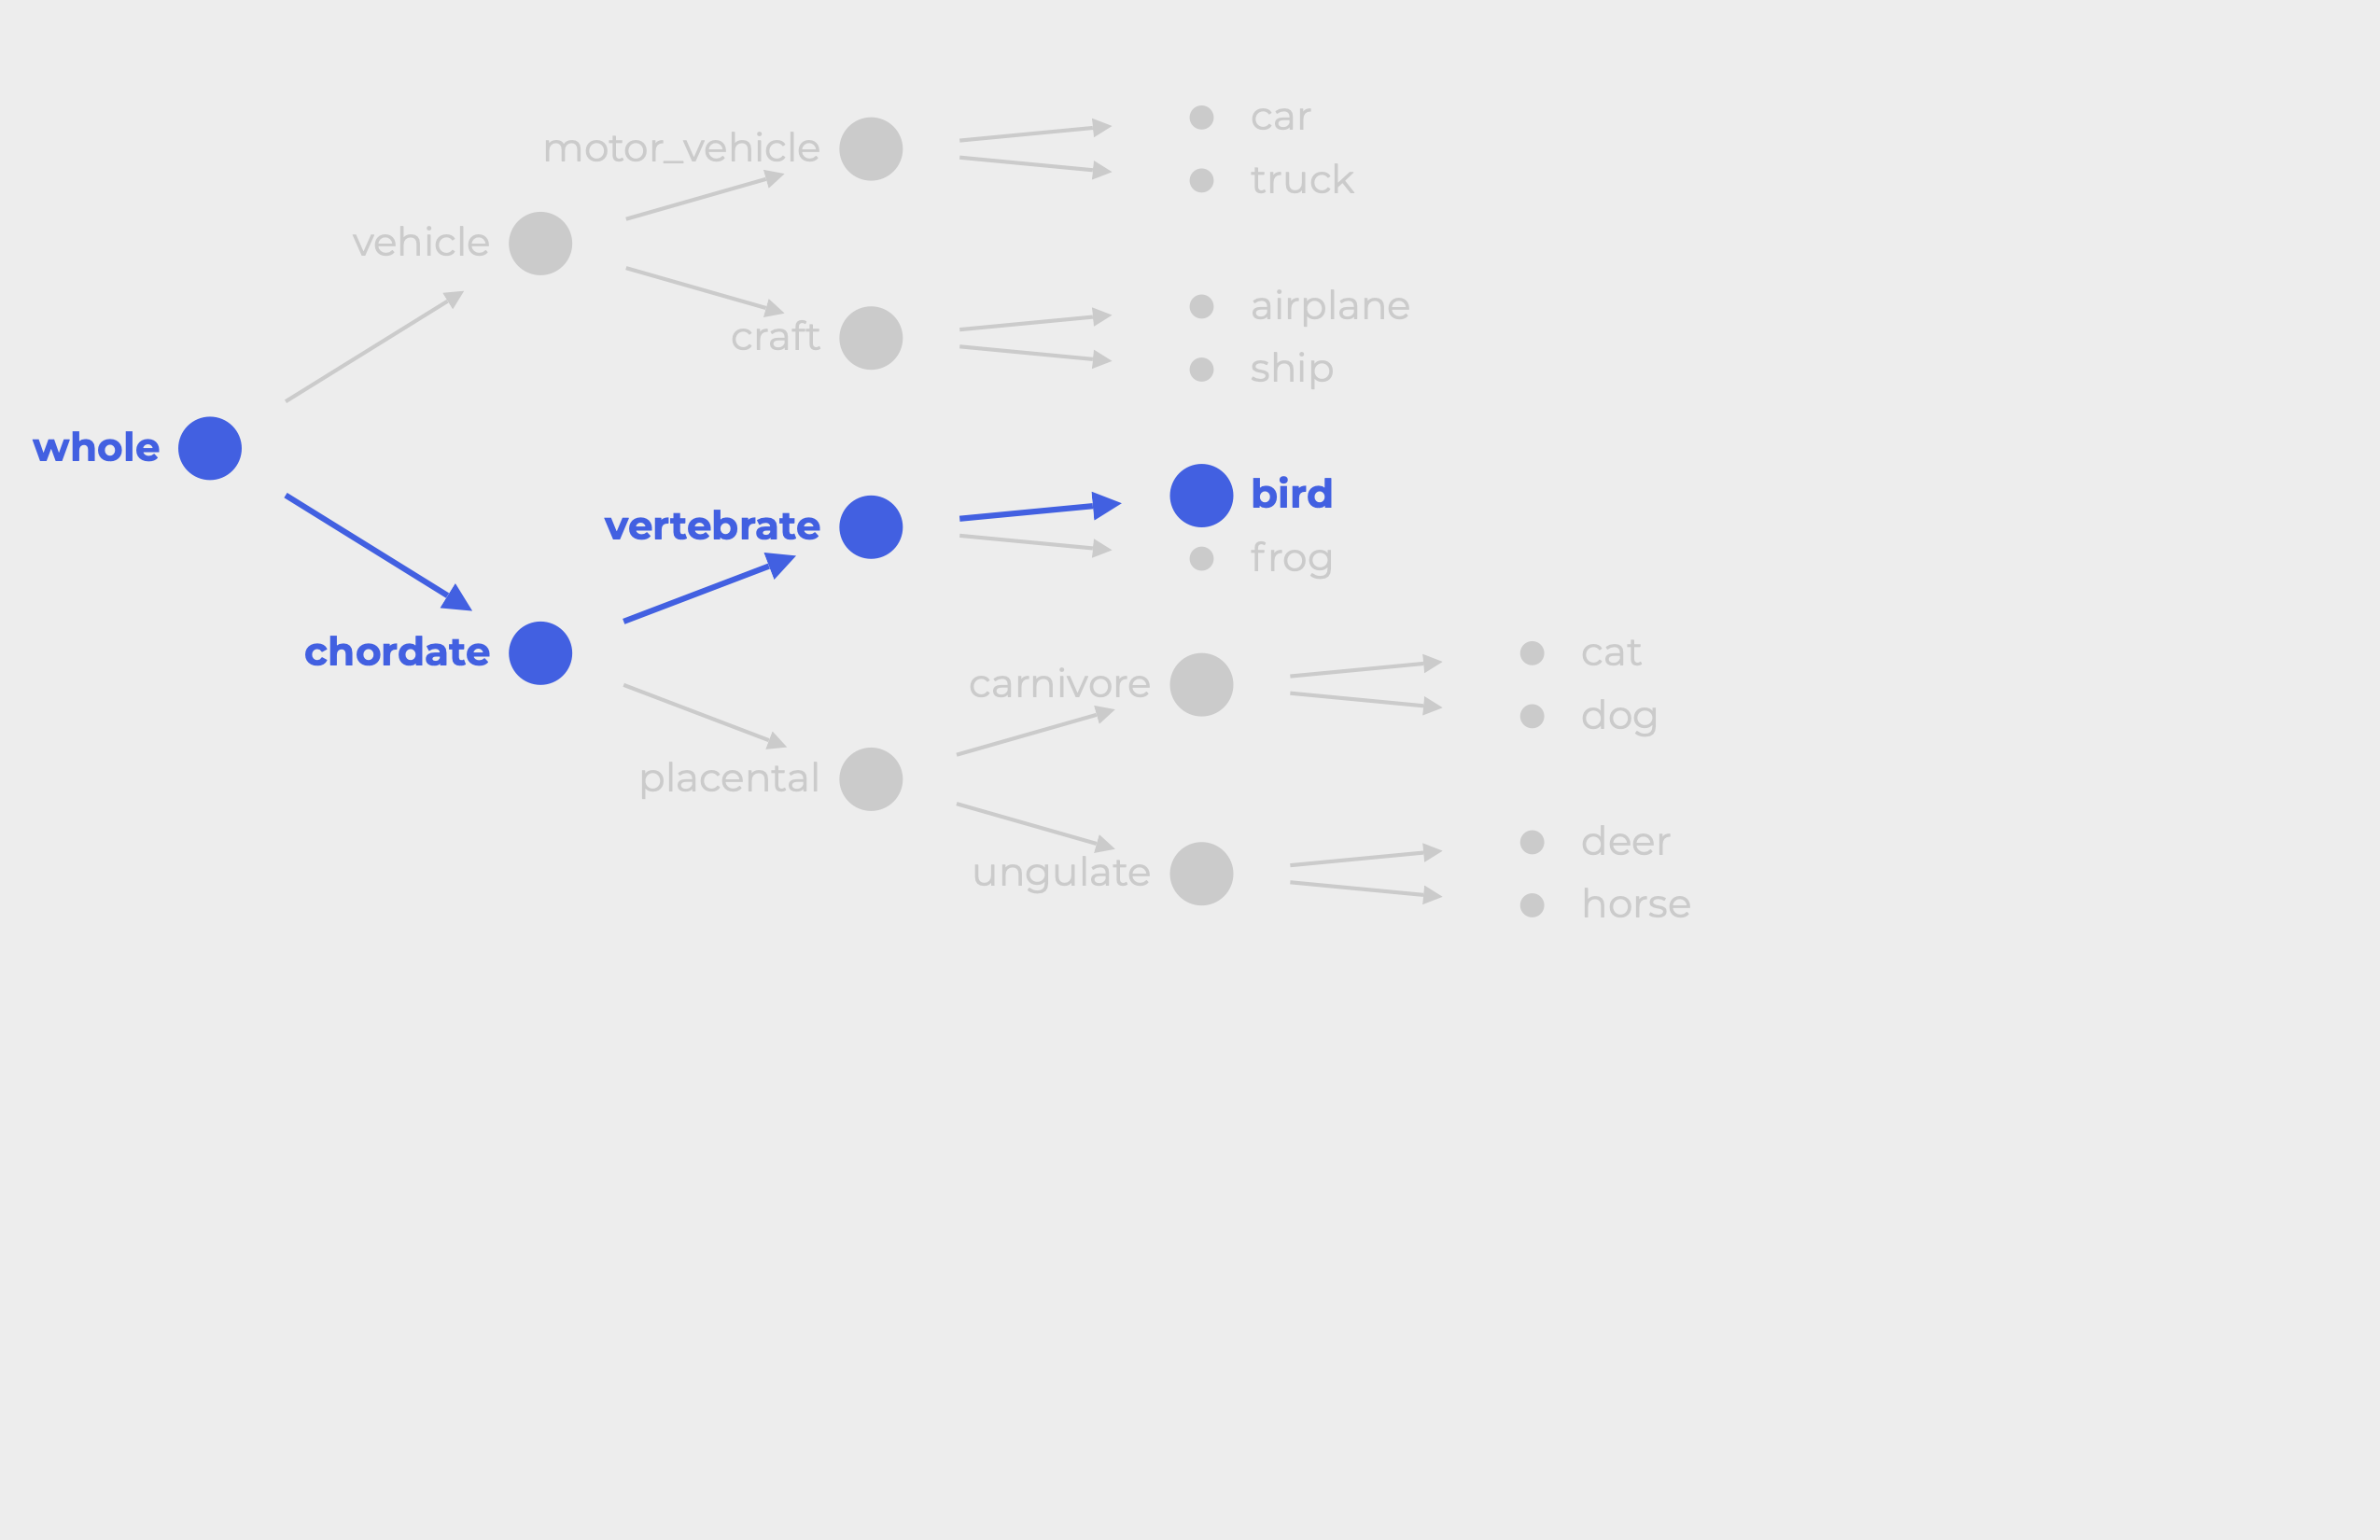 car
motor_vehicle
truck
vehicle
airplane
craft
ship
whole
bird
vertebrate
frog
chordate
cat
carnivore
dog
placental
deer
ungulate
horse